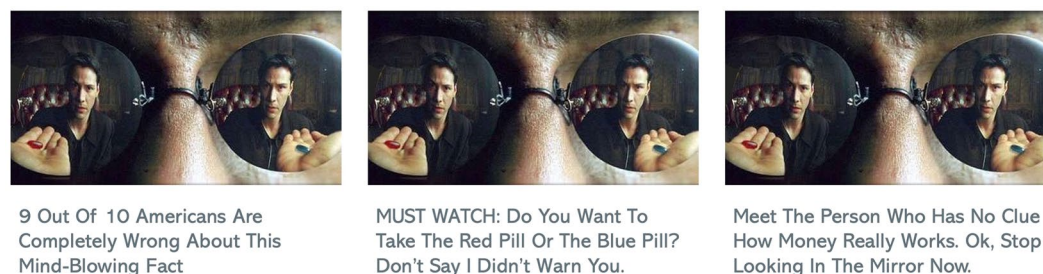 9 Out Of 10 Americans Are
Completely Wrong About This
Mind-Blowing Fact
MUST WATCH: Do You Want To
Take The Red Pill Or The Blue Pill?
Don't Say I Didn't Warn You.
Meet The Person Who Has No Clue
How Money Really Works. Ok, Stop
Looking In The Mirror Now.